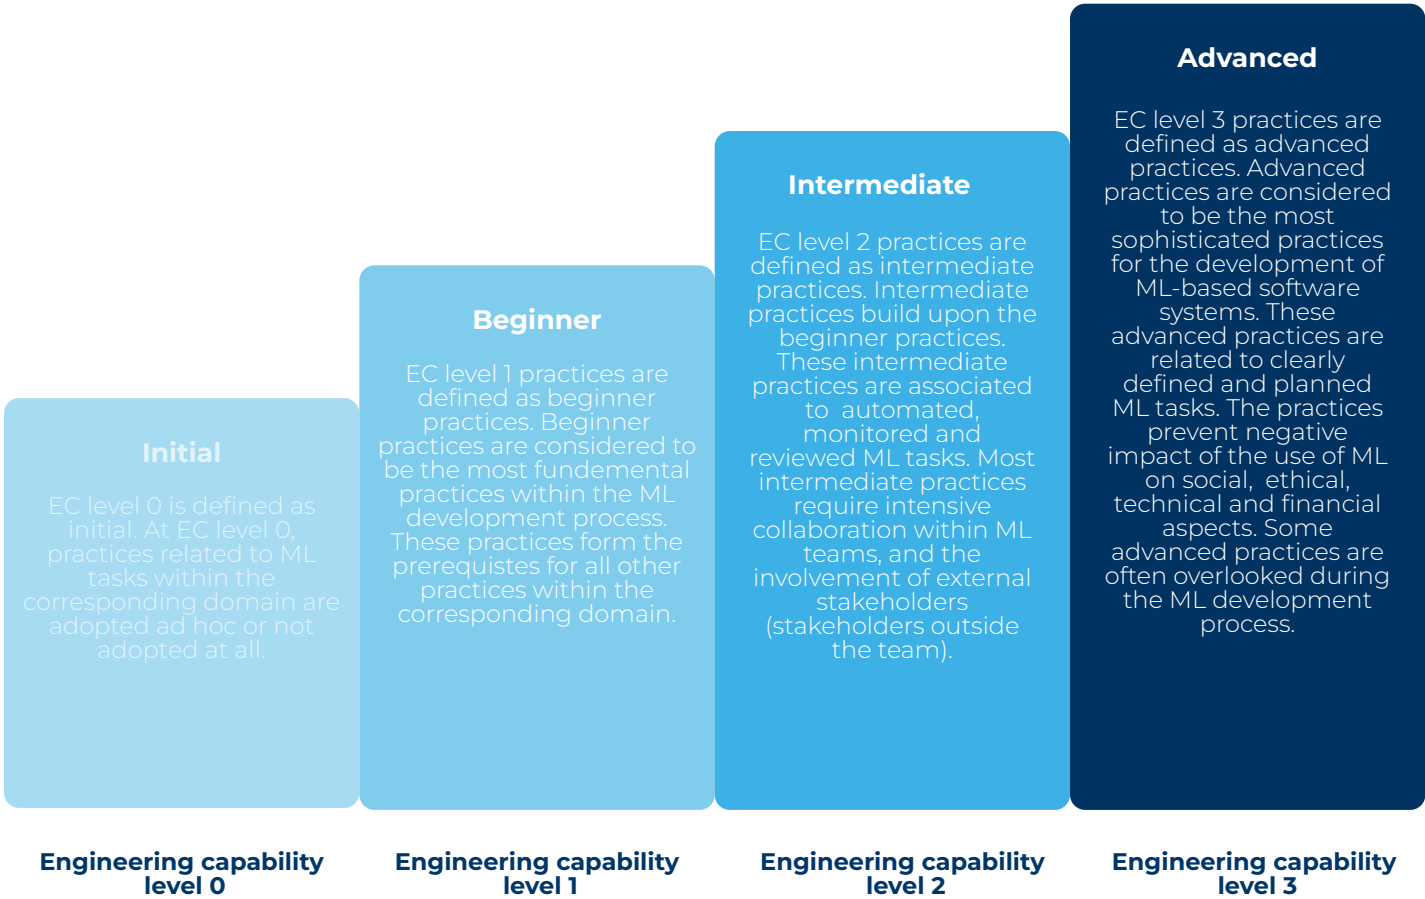 Initial
EC level 0 is defined as
initial. At EC level 0,
practices related to ML
tasks within the
corresponding domain are
adopted ad hoc or not
adopted at all.
Engineering capability
level 0
Beginner
EC level 1 practices are
defined as beginner
practices. Beginner
practices are considered to
be the most fundemental
practices within the ML
development process.
These practices form the
prerequistes for all other
practices within the
corresponding domain.
Engineering capability
level 1
Intermediate
EC level 2 practices are
defined as intermediate
practices. Intermediate
practices build upon the
beginner practices.
These intermediate
practices are associated
to automated,
monitored and
reviewed ML tasks. Most
intermediate practices
require intensive
collaboration within ML
teams, and the
involvement of external
stakeholders
(stakeholders outside
the team).
Engineering capability
level 2
Advanced
EC level 3 practices are
defined as advanced
practices. Advanced
practices are considered
to be the most
sophisticated practices
for the development of
ML-based software
systems. These
advanced practices are
related to clearly
defined and planned
ML tasks. The practices
prevent negative
impact of the use of ML
on social, ethical,
technical and financial
aspects. Some
advanced practices are
often overlooked during
the ML development
process.
Engineering capability
level 3